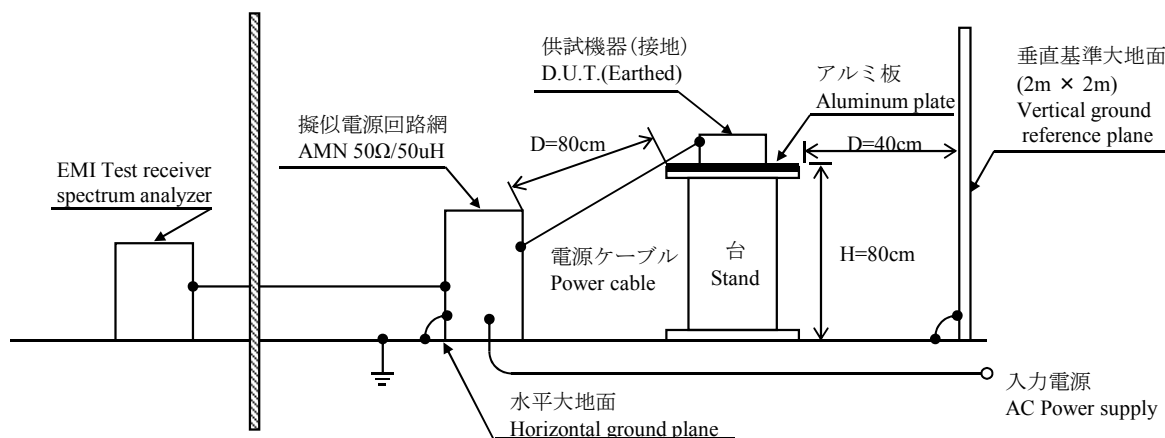 供試機器(接地)
D.U.T.(Earthed)
アルミ板
Aluminum plate
垂直基準大地面
(2m × 2m)
Vertical ground
reference plane
擬似電源回路網
AMN 50Ω/50uH
D=80cm
D=40cm
EMI Test receiver
spectrum analyzer
電源ケーブル
Power cable
台
Stand
H=80cm
水平大地面
Horizontal ground plane
入力電源
AC Power supply